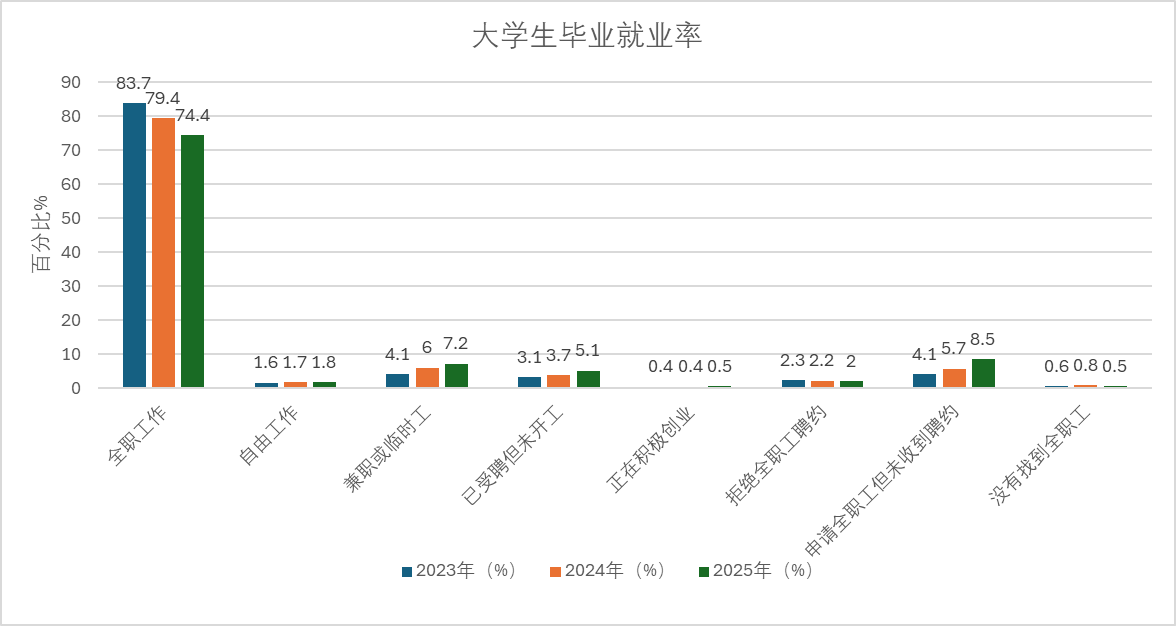 大学生毕业就业率
百分比%
90
80
70
60
50
40
30
20
10
0
83.7
79.4
74.4
1.6 1.7 1.8
4.1 6 7.2
3.1 3.7 5.1
0.4 0.4 0.5
2.3 2.2 2
4.1 5.7 8.5
0.6 0.8 0.5
全职工作
自由工作
兼职或临时工
已受聘但未开工
正在积极创业
拒绝全职工聘约
申请全职工但未收到聘约
没有找到全职工
2023年（%） 2024年（%） 2025年（%）